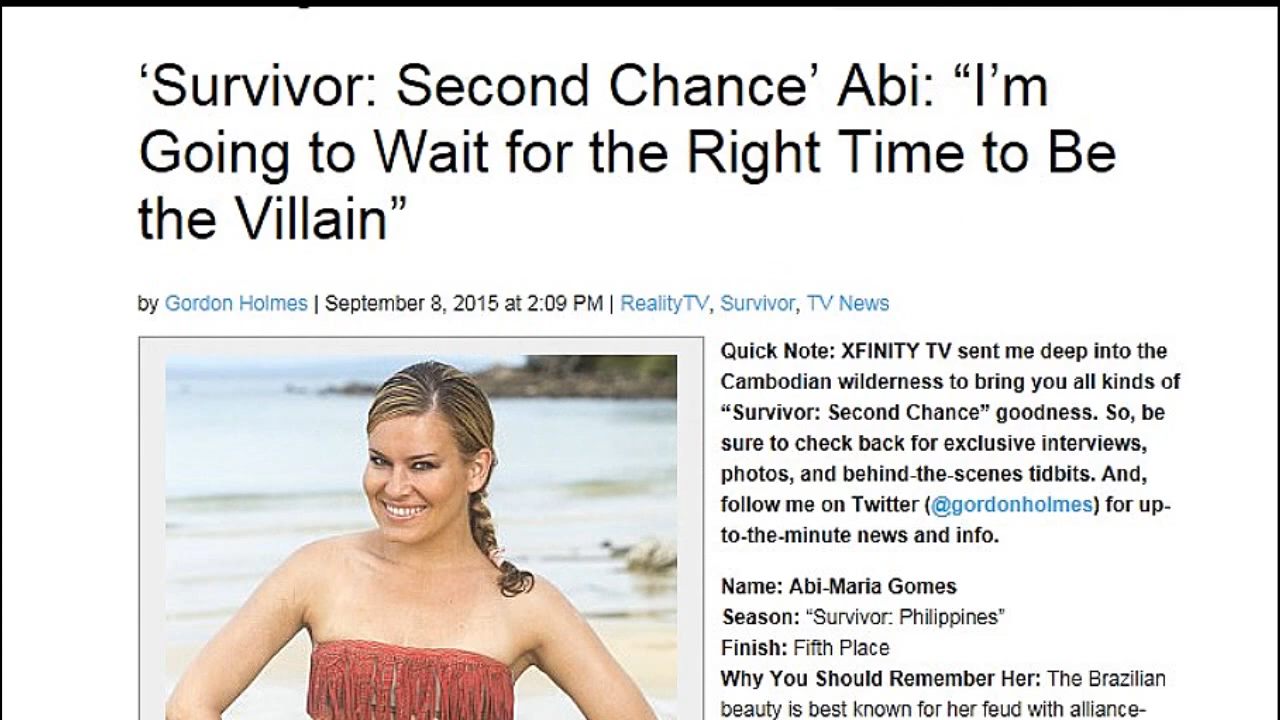 ‘Survivor: Second Chance’ Abi: “I’m
Going to Wait for the Right Time to Be
the Villain”
by Gordon Holmes | September 8, 2015 at 2:09 PM | RealityTV, Survivor, TV News
Quick Note: XFINITY TV sent me deep into the
Cambodian wilderness to bring you all kinds of
“Survivor: Second Chance” goodness. So, be
sure to check back for exclusive interviews,
photos, and behind-the-scenes tidbits. And,
follow me on Twitter (@gordonholmes) for up-
to-the-minute news and info.
Name: Abi-Maria Gomes
Season: “Survivor: Philippines”
Finish: Fifth Place
Why You Should Remember Her: The Brazilian
beauty is best known for her feud with alliance-